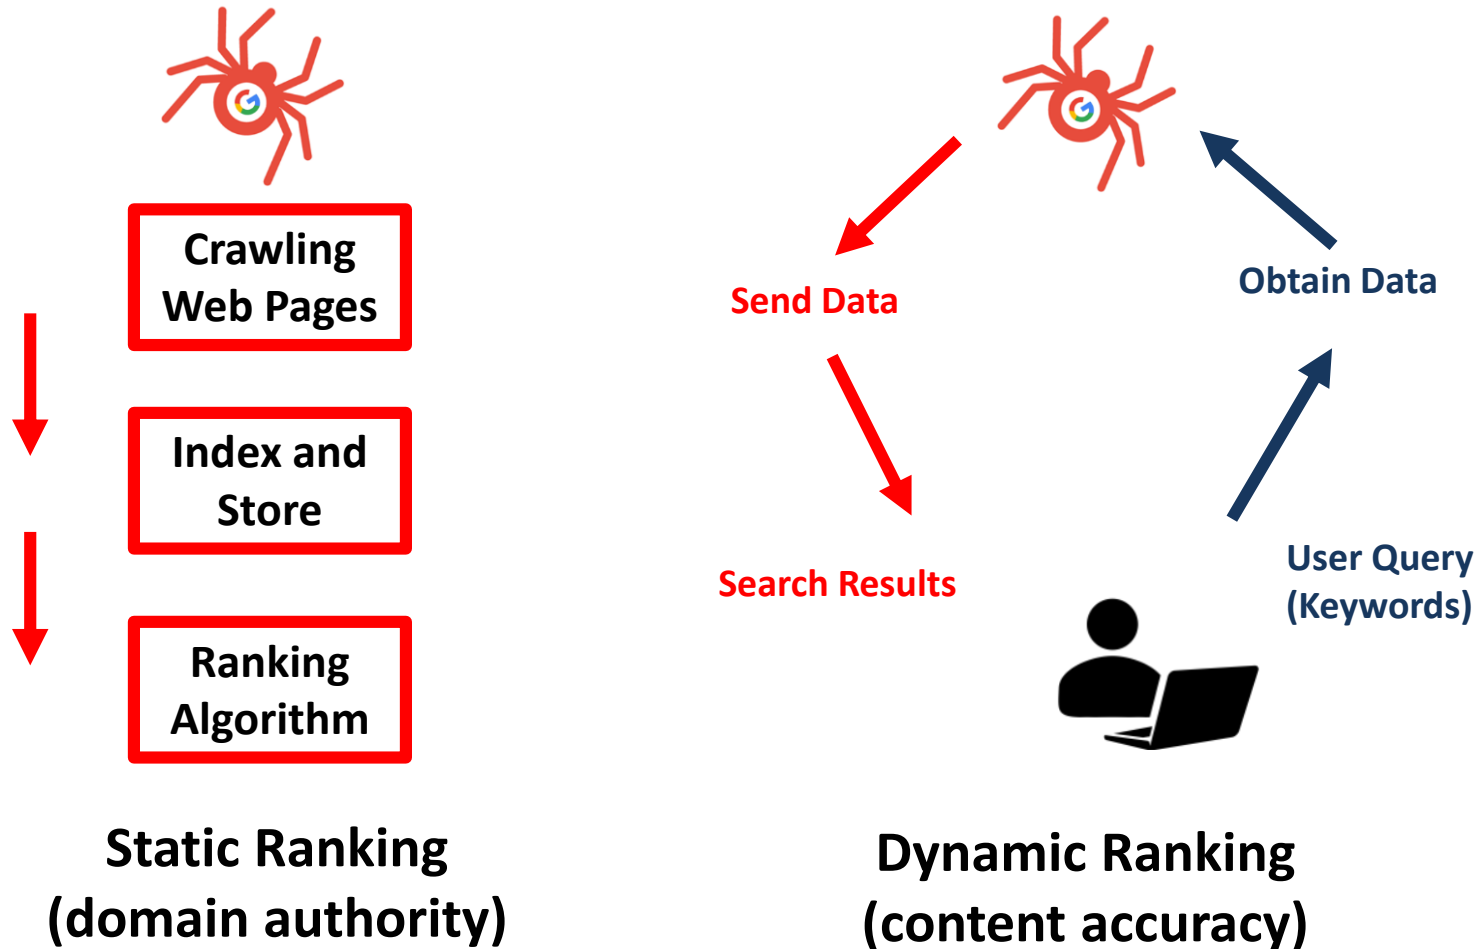 Crawling
Web Pages
Index and
Store
Ranking
Algorithm
Static Ranking
(domain authority)
Send Data
Obtain Data
Search Results
User Query
(Keywords)
Dynamic Ranking
(content accuracy)